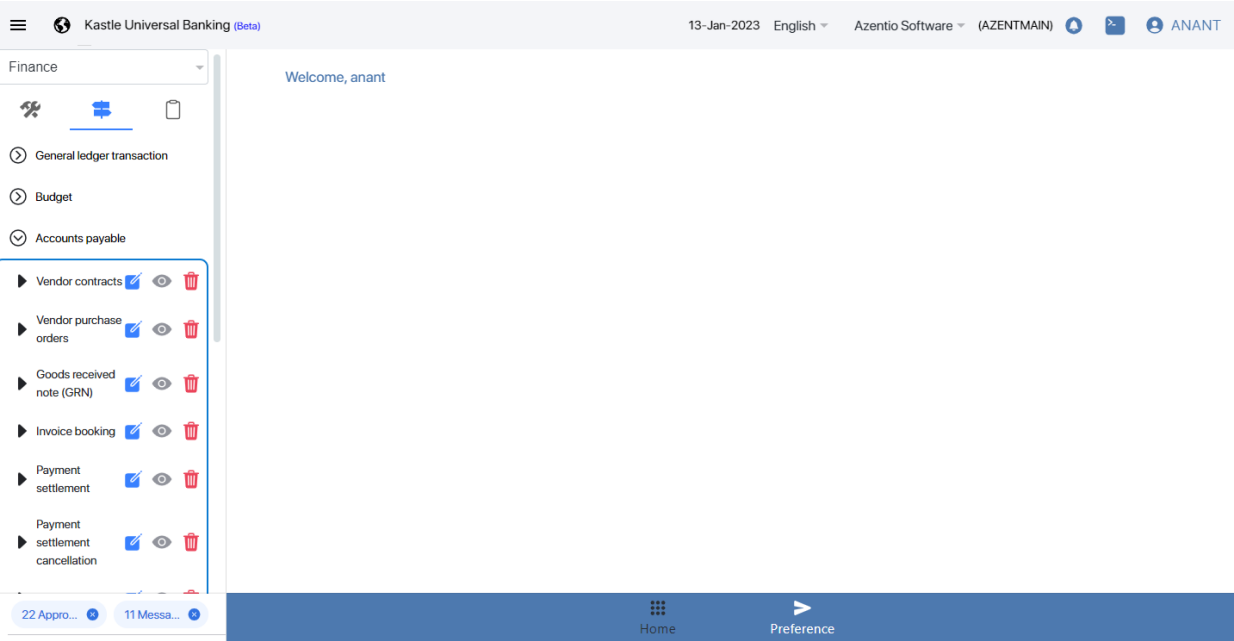 Kastle Universal Banking (Beta)
13-Jan-2023 English Azentio Software (AZENTMAIN) ANANT
Finance
Welcome, anant
General ledger transaction
Budget
Accounts payable
Vendor contracts
Vendor purchase
orders
Goods received
note (GRN)
Invoice booking
Payment
settlement
Payment
settlement
cancellation
22 Appro...
11 Messa...
Home
Preference